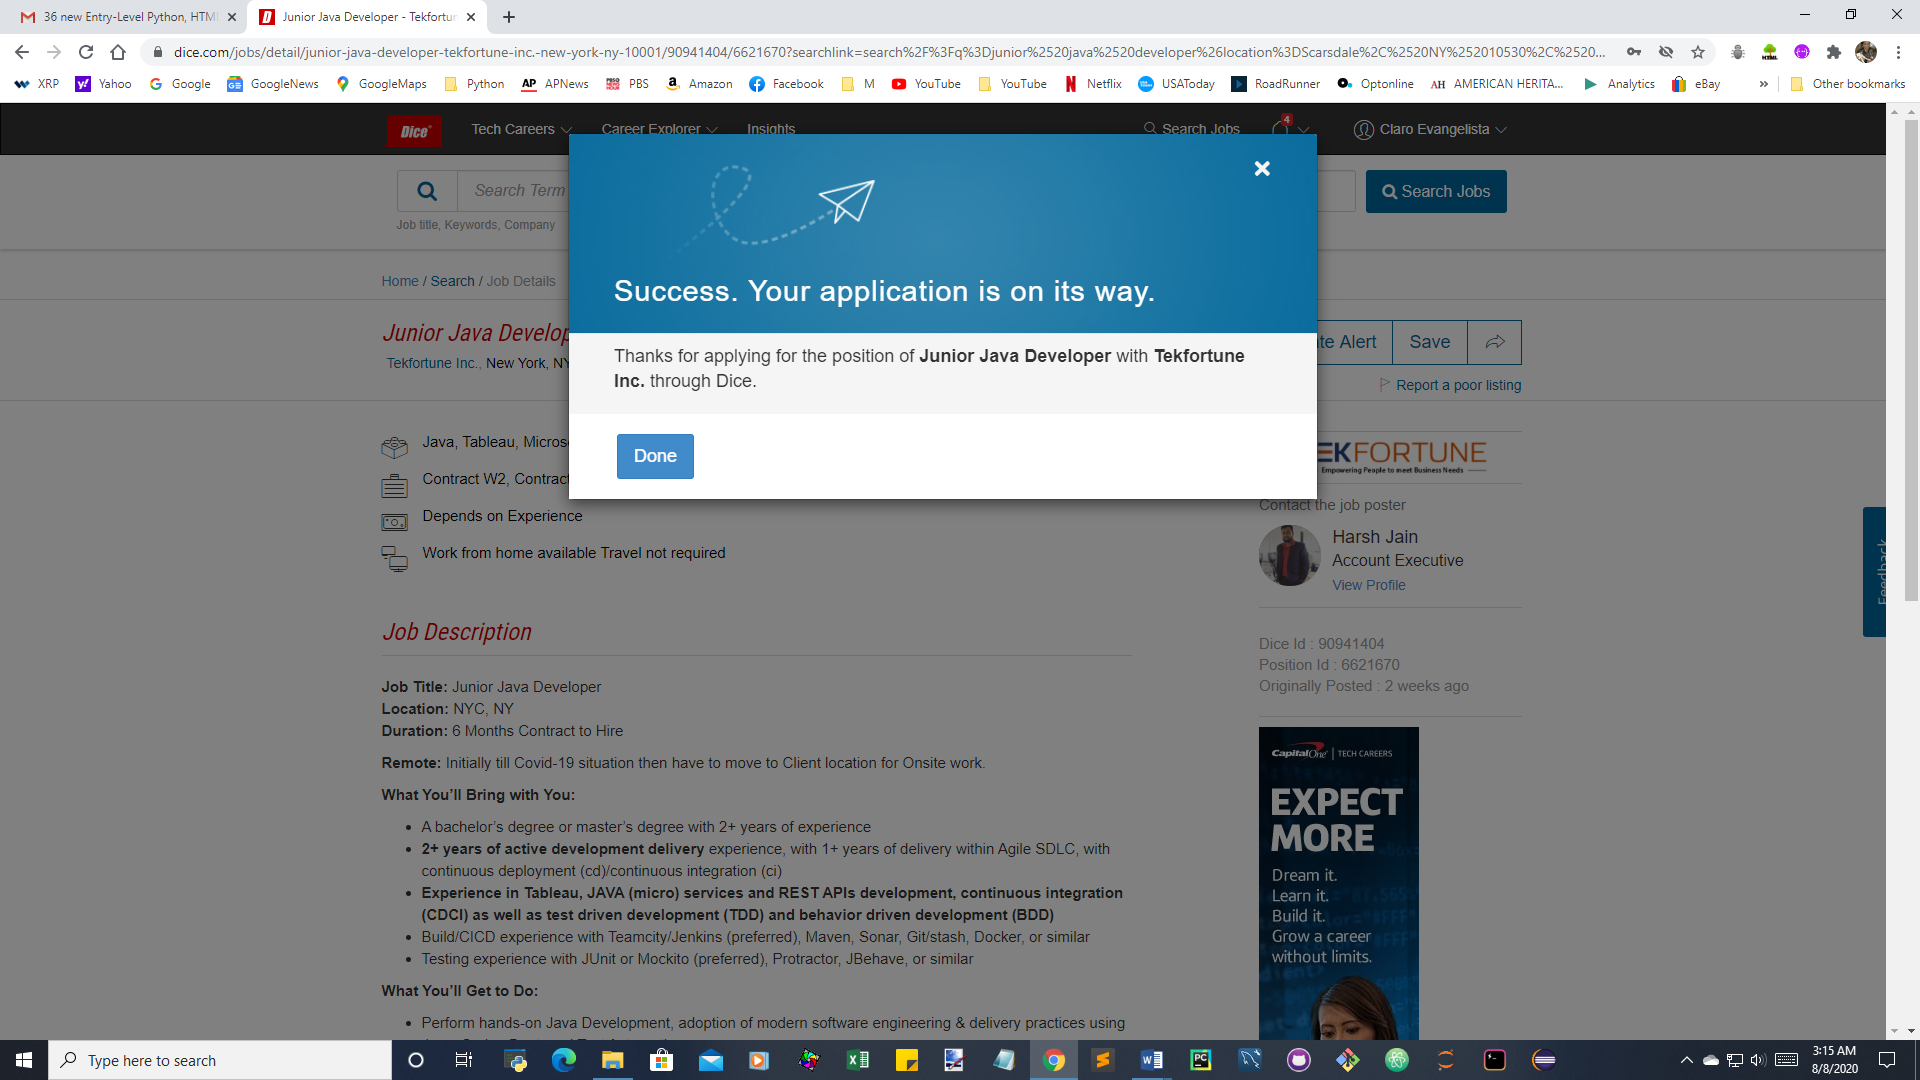 36 new Entry-Level Python, HTM
Junior Java Developer - Tekfortun
dice.com/jobs/detail/junior-java-developer-tekfortune-inc.-new-york-ny-10001/90941404/6621670?searchlink=search%2F%3Fq%3Djunior%2520java%2520developer%26location%3DScarsdale%2C%2520NY%252010530%2C%2520...
XRP
Yahoo
Google
GoogleNews
GoogleMaps
Python
AP APNews
PBS
Amazon
Facebook
M
YouTube
YouTube
Netflix
USAToday
RoadRunner
Optonline
AH AMERICAN HERITA...
Analytics
eBay
»
Other bookmarks
Dice
Tech Careers
Career Explorer
Insights
Search Jobs
4
Claro Evangelista
Search Term
Search Jobs
Job title, Keywords, Company
Success. Your application is on its way.
Thanks for applying for the position of Junior Java Developer with Tekfortune
Inc. through Dice.
Done
Home / Search / Job Details
Junior Java Develop
Tekfortune Inc., New York, NY
te Alert
Save
Report a poor listing
Java, Tableau, Micros
Contract W2, Contract
Depends on Experience
Work from home available Travel not required
EKFORTUNE
Empowering People to meet Business Needs
Contact the job poster
Harsh Jain
Account Executive
View Profile
Feedback
Dice Id : 90941404
Position Id : 6621670
Originally Posted : 2 weeks ago
Job Description
Job Title: Junior Java Developer
Location: NYC, NY
Duration: 6 Months Contract to Hire
Remote: Initially till Covid-19 situation then have to move to Client location for Onsite work.
What You’ll Bring with You:
• A bachelor’s degree or master’s degree with 2+ years of experience
• 2+ years of active development delivery experience, with 1+ years of delivery within Agile SDLC, with
continuous deployment (cd)/continuous integration (ci)
• Experience in Tableau, JAVA (micro) services and REST APIs development, continuous integration
(CDCI) as well as test driven development (TDD) and behavior driven development (BDD)
• Build/CICD experience with Teamcity/Jenkins (preferred), Maven, Sonar, Git/stash, Docker, or similar
• Testing experience with JUnit or Mockito (preferred), Protractor, JBehave, or similar
What You’ll Get to Do:
• Perform hands-on Java Development, adoption of modern software engineering & delivery practices using
CapitalOne TECH CAREERS
EXPECT
MORE
Dream it.
Learn it.
Build it.
Grow a career
without limits.
Type here to search
3:15 AM
8/8/2020